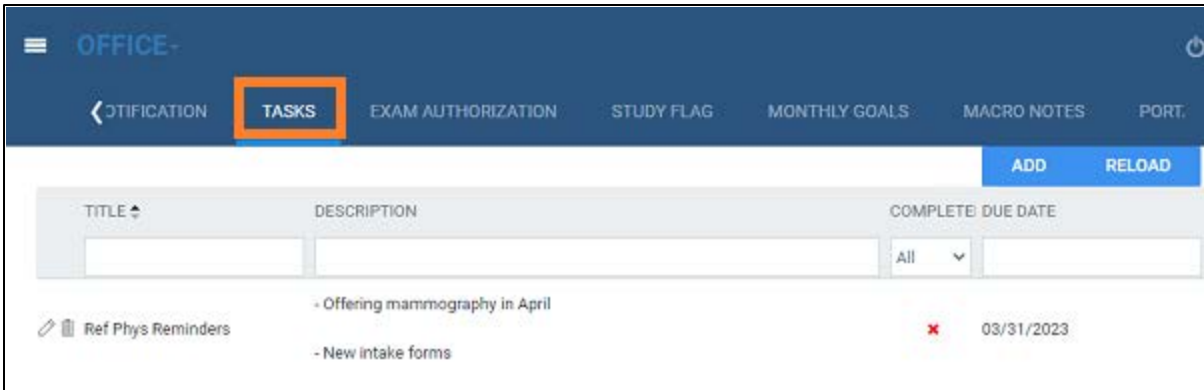 OFFICE-
OTIFICATION TASKS EXAM AUTHORIZATION STUDY FLAG MONTHLY GOALS MACRO NOTES PORT.
ADD RELOAD
TITLE DESCRIPTION COMPLETE DUE DATE
All
- Offering mammography in April
Ref Phys Reminders 03/31/2023
- New intake forms